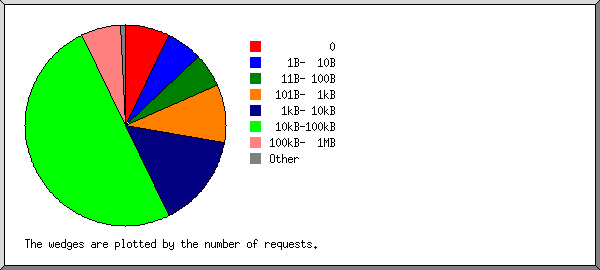 0
1B- 10B
11B- 100B
101B- 1kB
1kB- 10kB
10kB-100kB
100kB- 1MB
Other
The wedges are plotted by the number of requests.